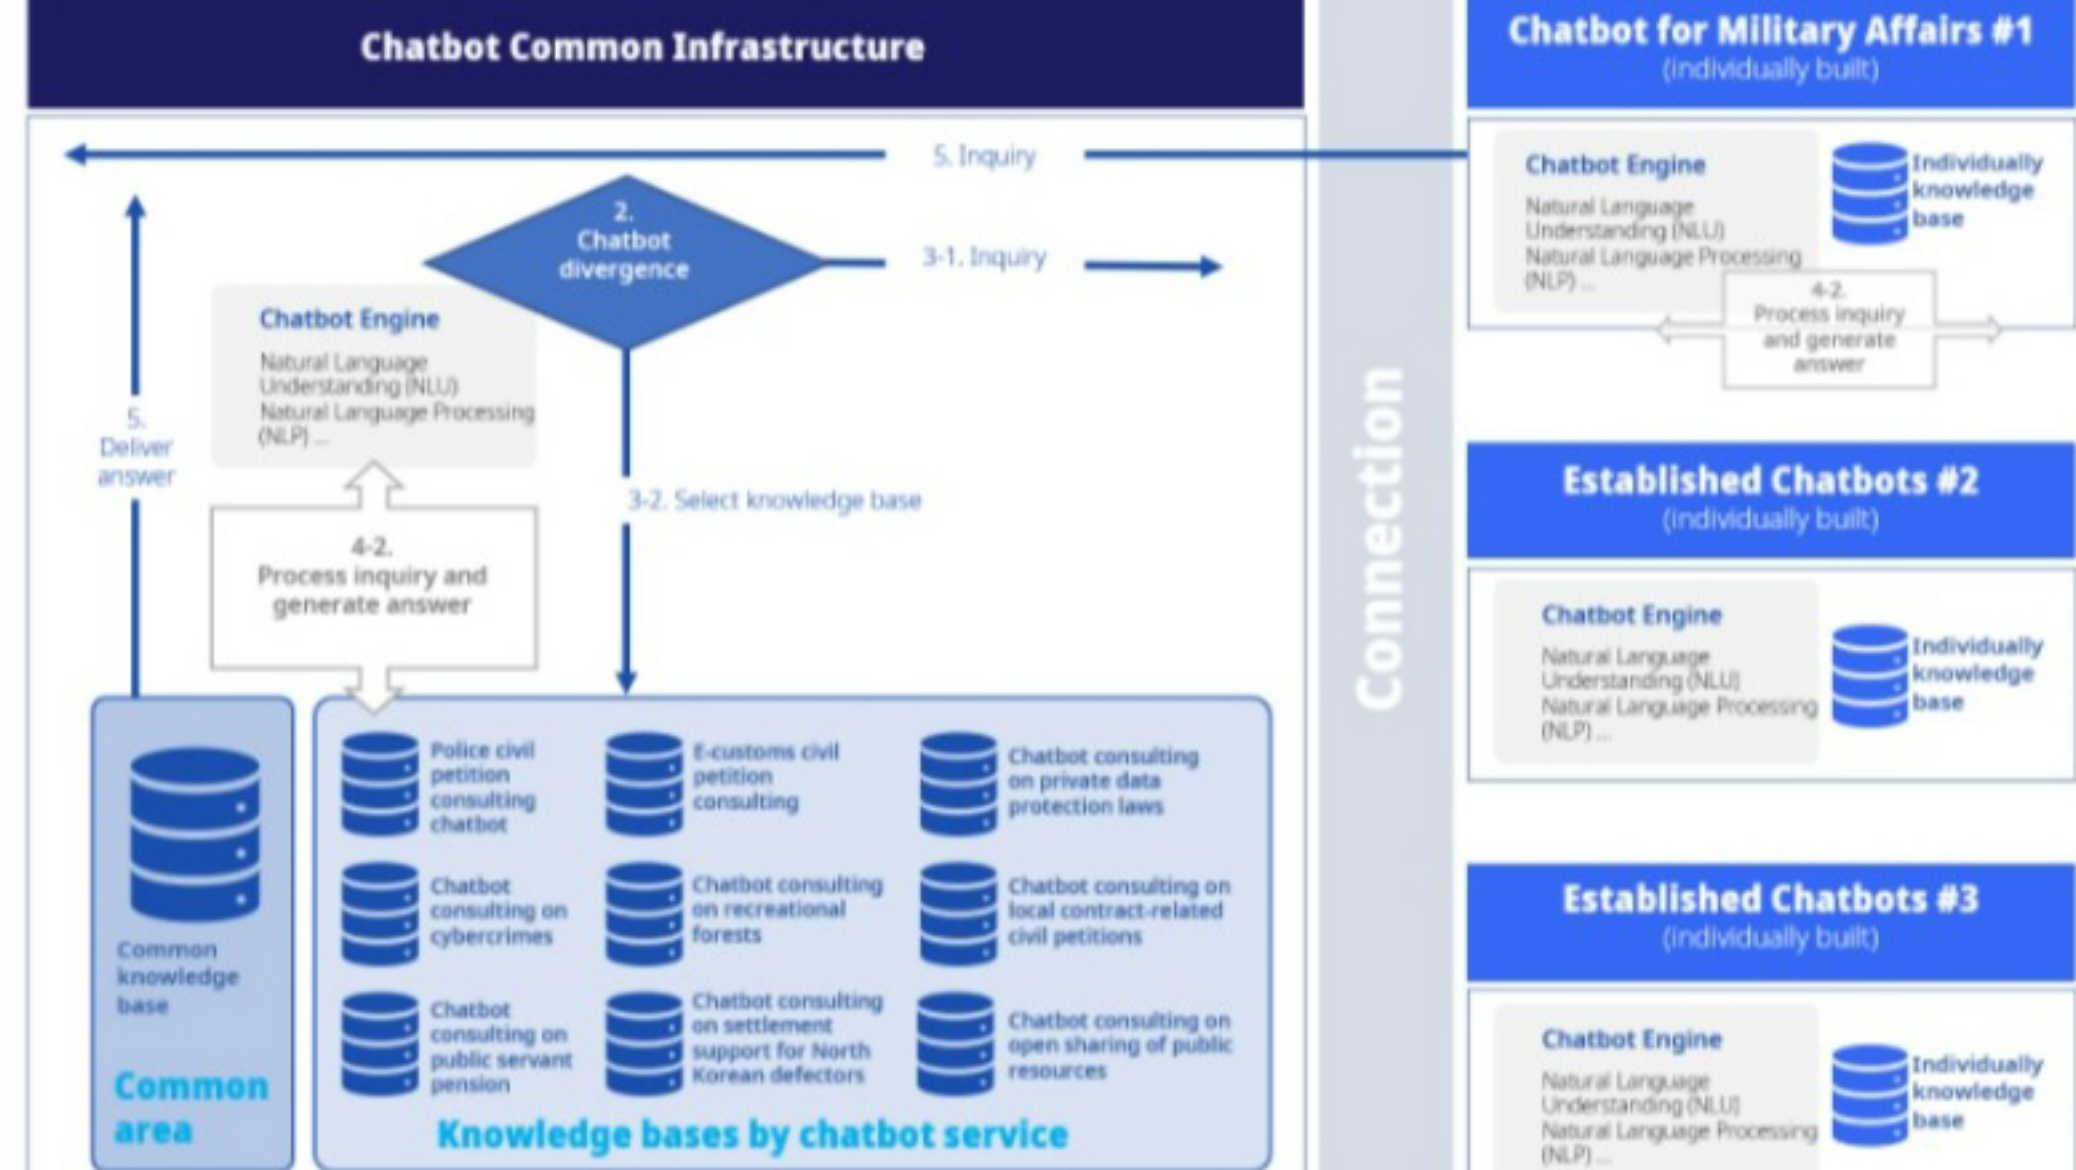 Chatbot Common Infrastructure
5. Inquiry
2.
Chatbot
divergence
3-1. Inquiry
Chatbot Engine
Natural Language
Understanding (NLU)
Natural Language Processing
(NLP) ...
5.
Deliver
answer
3-2. Select knowledge base
4-2.
Process inquiry and
generate answer
Common
knowledge
base
Common
area
Police civil
petition
consulting
chatbot
E-customs civil
petition
consulting
Chatbot consulting
on private data
protection laws
Chatbot
consulting on
cybercrimes
Chatbot consulting
on recreational
forests
Chatbot consulting on
local contract-related
civil petitions
Chatbot
consulting on
public servant
pension
Chatbot consulting
on settlement
support for North
Korean defectors
Chatbot consulting on
open sharing of public
resources
Knowledge bases by chatbot service
Connection
Chatbot for Military Affairs #1
(individually built)
Chatbot Engine
Natural Language
Understanding (NLU)
Natural Language Processing
(NLP) ...
Individually
knowledge
base
4-2.
Process inquiry
and generate
answer
Established Chatbots #2
(individually built)
Chatbot Engine
Natural Language
Understanding (NLU)
Natural Language Processing
(NLP) ...
Individually
knowledge
base
Established Chatbots #3
(individually built)
Chatbot Engine
Natural Language
Understanding (NLU)
Natural Language Processing
(NLP) ...
Individually
knowledge
base